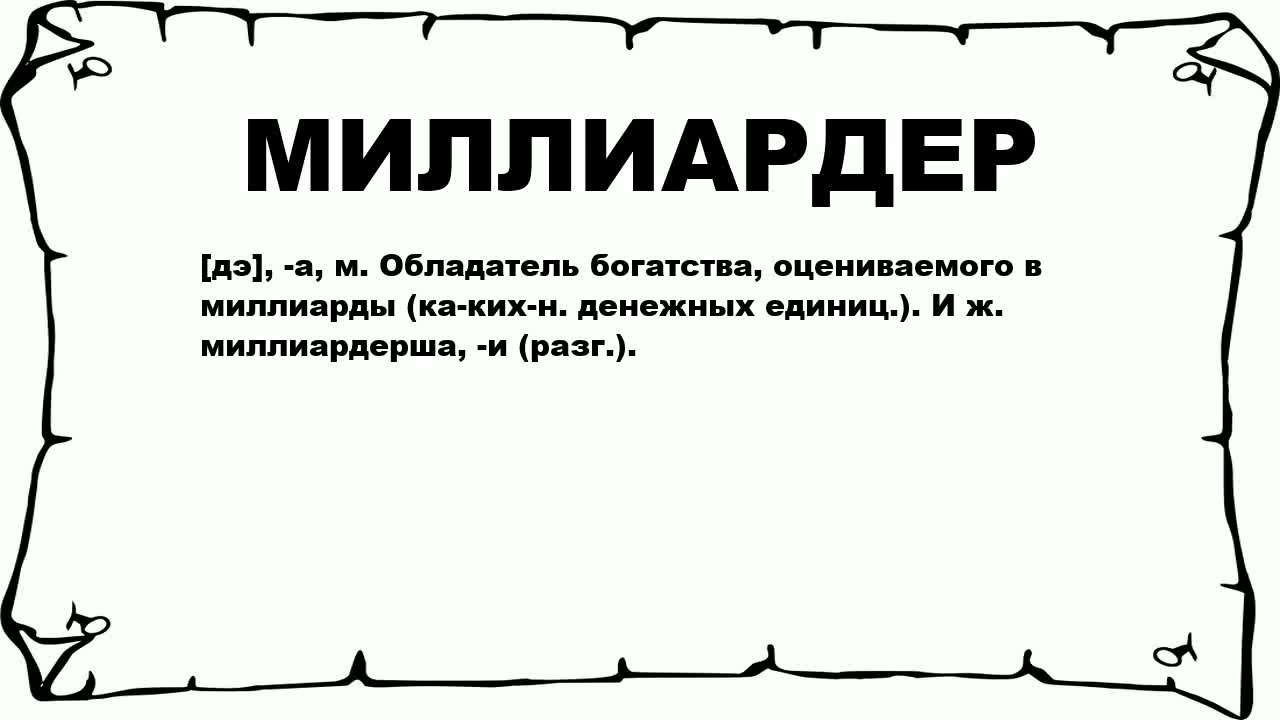 МИЛЛИАРДЕР
[дэ], -а, м. Обладатель богатства, оцениваемого в
миллиарды (ка-ких-н. денежных единиц.). И ж.
миллиардерша, -и (разг.).